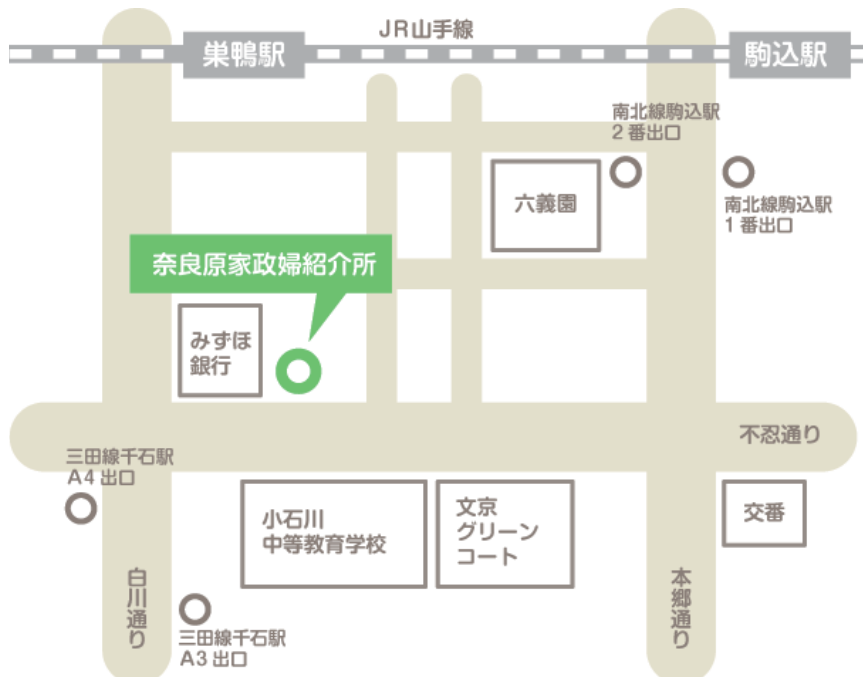 JR山手線
巣鴨駅
駒込駅
南北線駒込駅
2番出口
六義園
南北線駒込駅
1番出口
奈良原家政婦紹介所
みずほ
銀行
不忍通り
三田線千石駅
A4出口
小石川
中等教育学校
文京
グリーン
コート
交番
白川通り
本郷通り
三田線千石駅
A3出口